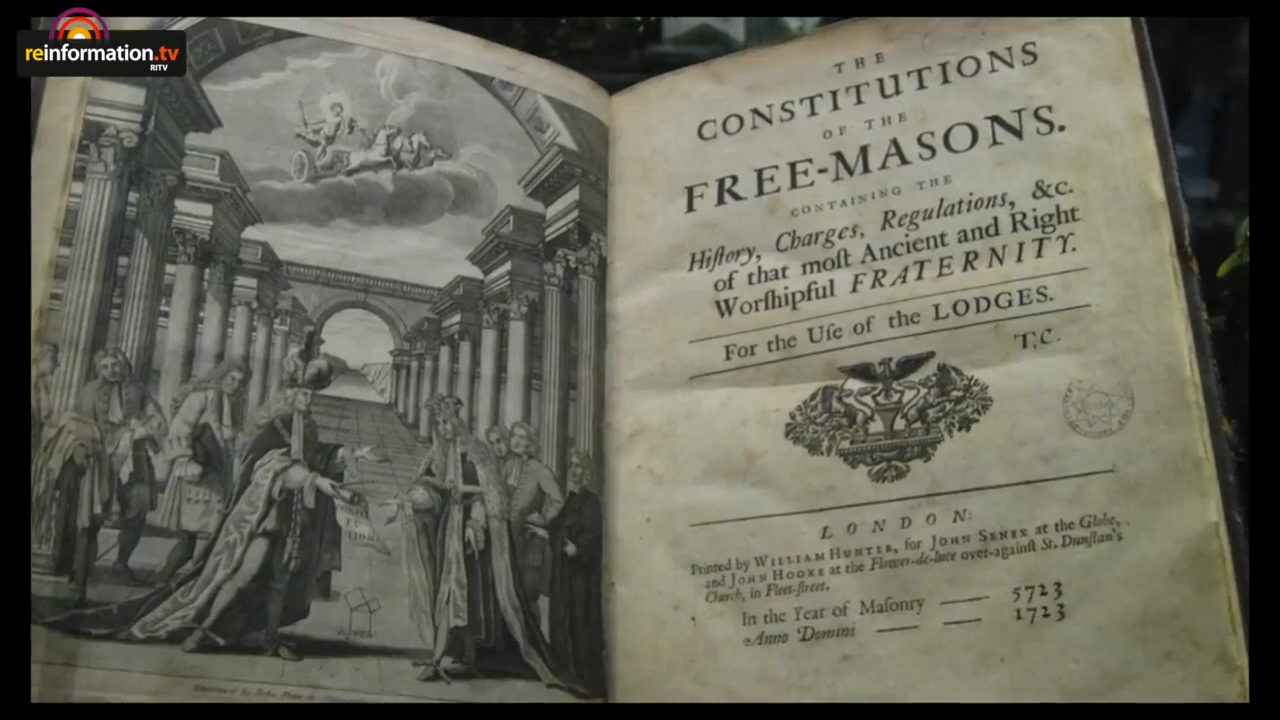 reinformation.tv
RITV
THE
CONSTITUTIONS
OF THE
FREE-MASONS.
CONTAINING THE
Hiſtory, Charges, Regulations, &c.
of that moſt Ancient and Right
Worſhipful FRATERNITY.
For the Uſe of the LODGES.
T.C.
LONDON:
Printed by WILLIAM HUNTER, for JOHN SENEX at the Globe,
and JOHN HOOKE at the Flower-de-luce over-againſt St. Dunſtan's
Church, in Fleet-ſtreet.
In the Year of Maſonry —— 5723
Anno Domini — — 1723